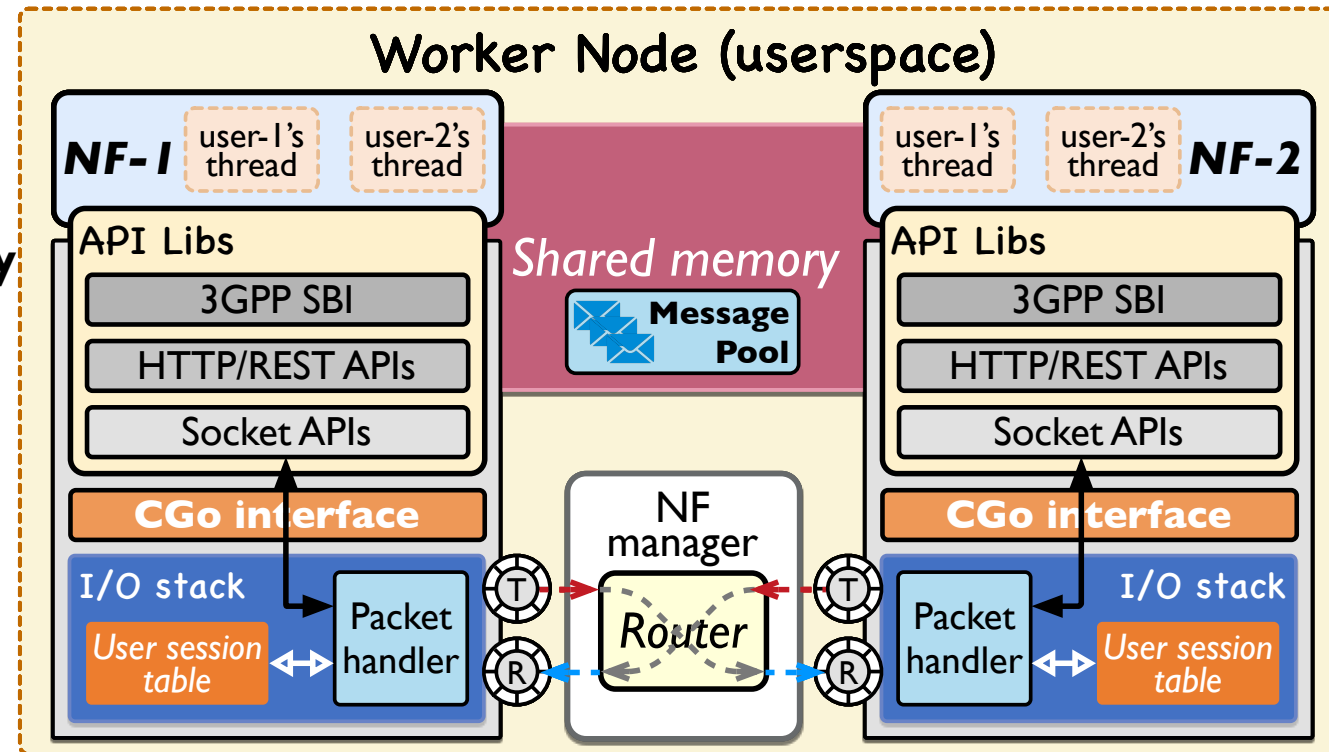 Worker Node (userspace)
NF-1
user-1's
thread
user-2's
thread
user-1's
thread
user-2's
thread
NF-2
y
API Libs
3GPP SBI
HTTP/REST APIs
Socket APIs
Shared memory
Message
Pool
API Libs
3GPP SBI
HTTP/REST APIs
Socket APIs
CGo interface
NF
manager
CGo interface
I/O stack
User session
table
Packet
handler
T
R
Router
T
R
Packet
handler
I/O stack
User session
table